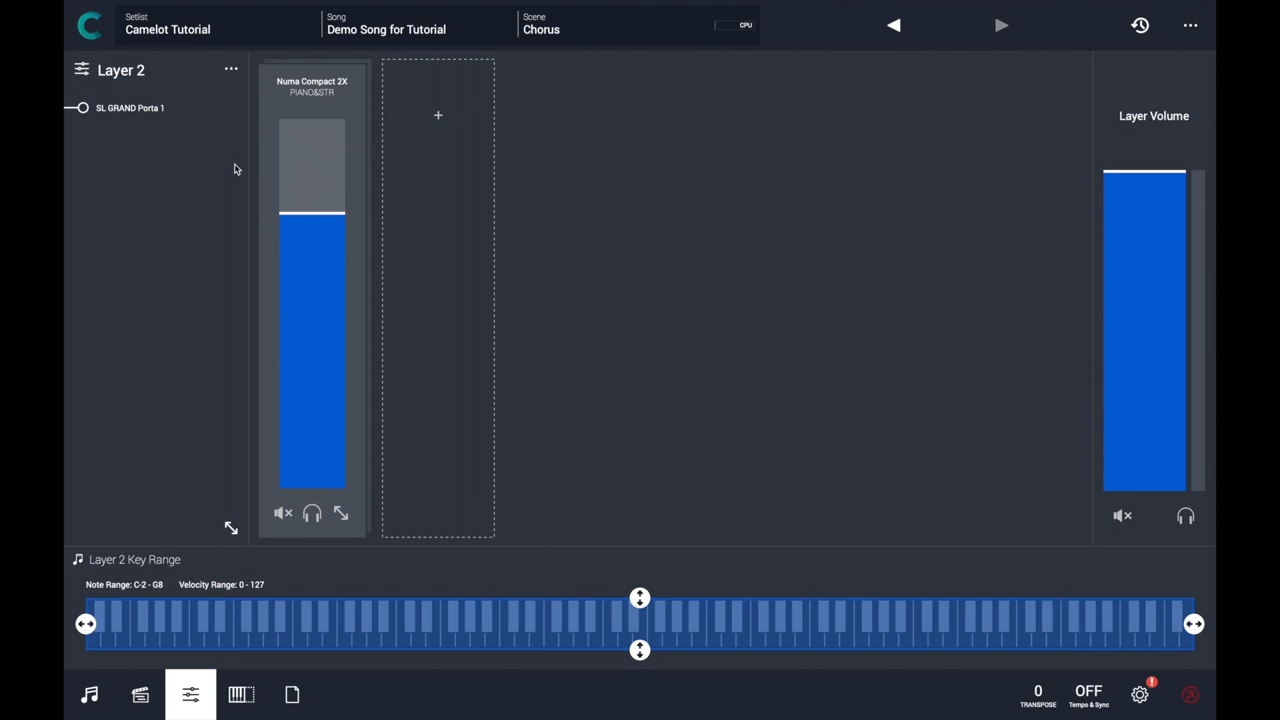 Setlist
Camelot Tutorial
Song
Demo Song for Tutorial
Scene
Chorus
CPU
Layer 2
SL GRAND Porta 1
Numa Compact 2X
PIANO&STR
+
Layer Volume
Layer 2 Key Range
Note Range: C-2 - G8
Velocity Range: 0 - 127
0
TRANSPOSE
OFF
Tempo & Sync
!